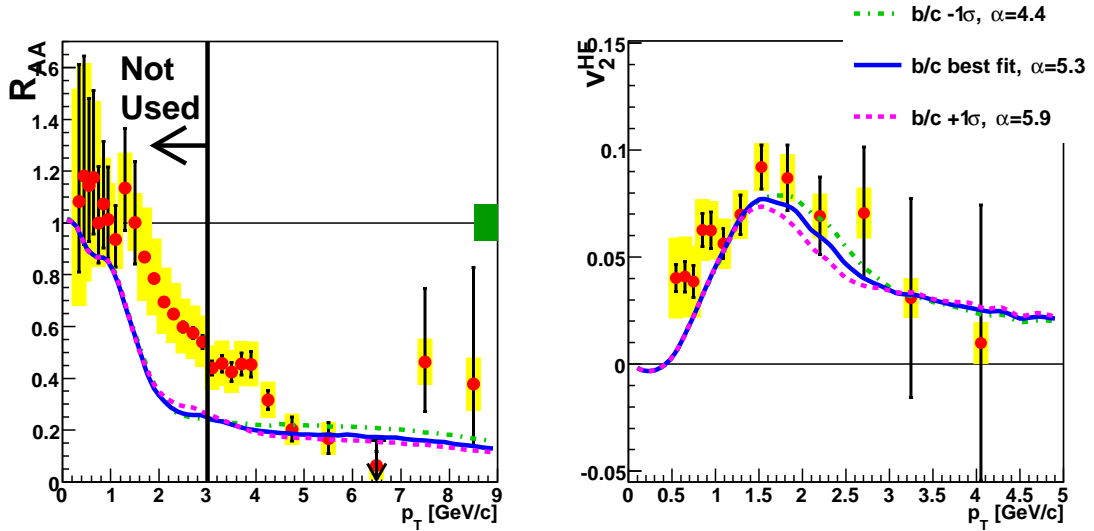 b/c -1σ, α=4.4
b/c best fit, α=5.3
b/c +1σ, α=5.9
R_AA
1.6
1.4
1.2
1
0.8
0.6
0.4
0.2
0
Not
Used
0 1 2 3 4 5 6 7 8 9
p_T [GeV/c]
v_2^HF
0.15
0.1
0.05
0
-0.05
0 0.5 1 1.5 2 2.5 3 3.5 4 4.5 5
p_T [GeV/c]